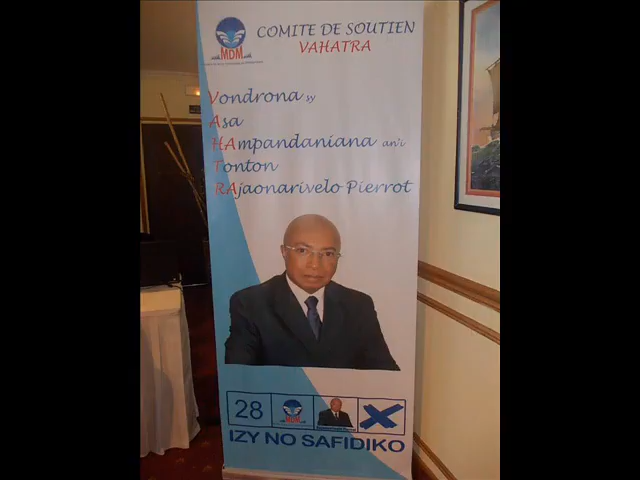 MDM
COMITE DE SOUTIEN
VAHATRA
Vondrona sy
Asa
HAmpandaniana an'i
Tonton
RAjaonarivelo Pierrot
28
MDM
IZY NO SAFIDIKO